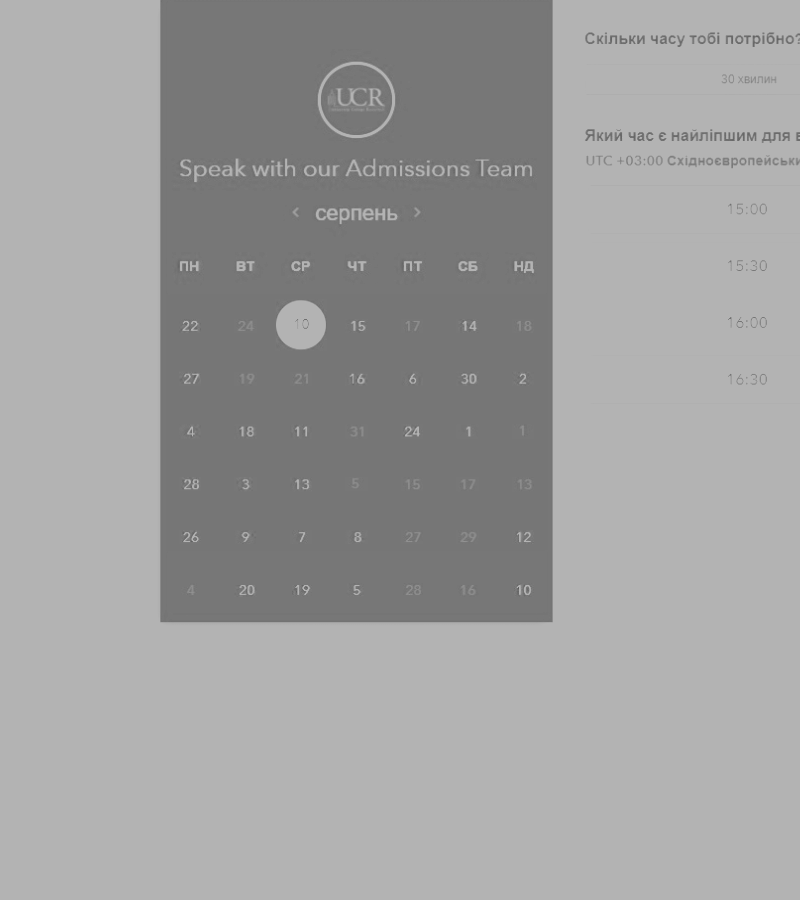 UCR
Speak with our Admissions Team
< серпень >
ПН ВТ СР ЧТ ПТ СБ НД
22 24 10 15 17 14 18
27 19 21 16 6 30 2
4 18 11 31 24 1 1
28 3 13 5 15 17 13
26 9 7 8 27 29 12
4 20 19 5 28 16 10
Скільки часу тобі потрібно?
30 хвилин
Який час є найліпшим для в
UTC +03:00 Східноєвропейськи
15:00
15:30
16:00
16:30